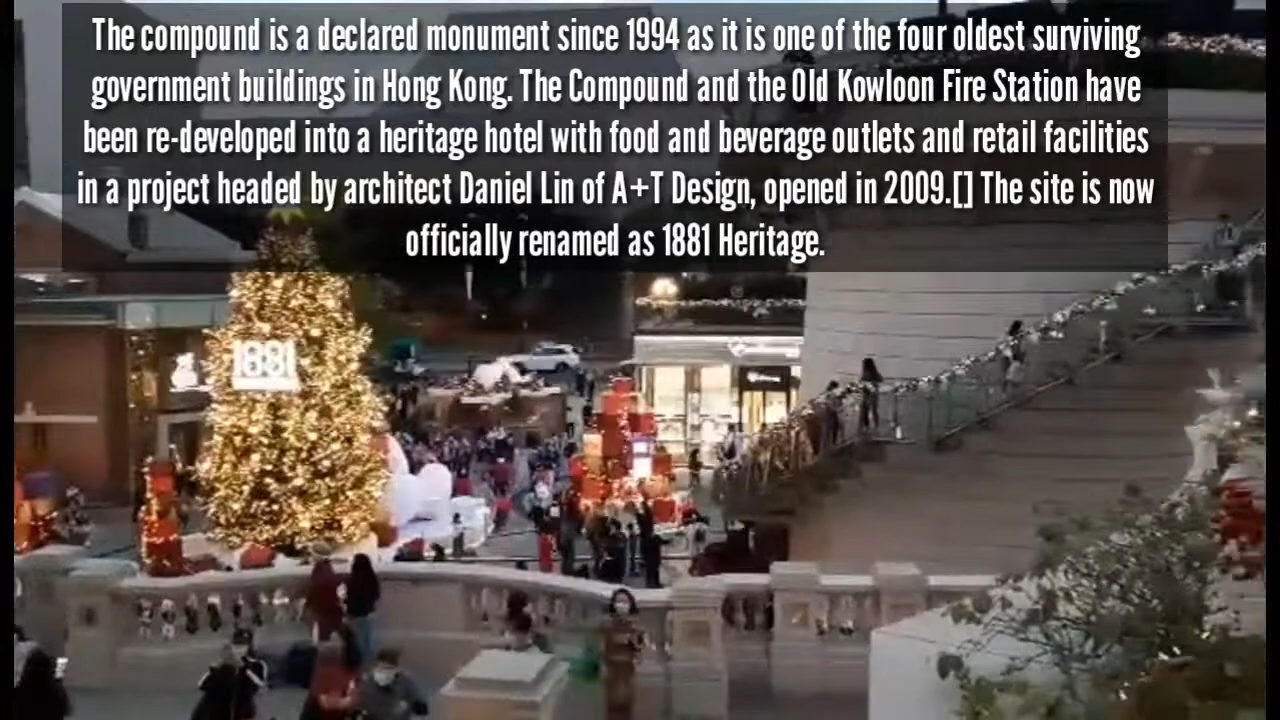 The compound is a declared monument since 1994 as it is one of the four oldest surviving
government buildings in Hong Kong. The Compound and the Old Kowloon Fire Station have
been re-developed into a heritage hotel with food and beverage outlets and retail facilities
in a project headed by architect Daniel Lin of A+T Design, opened in 2009.[] The site is now
officially renamed as 1881 Heritage.
1881